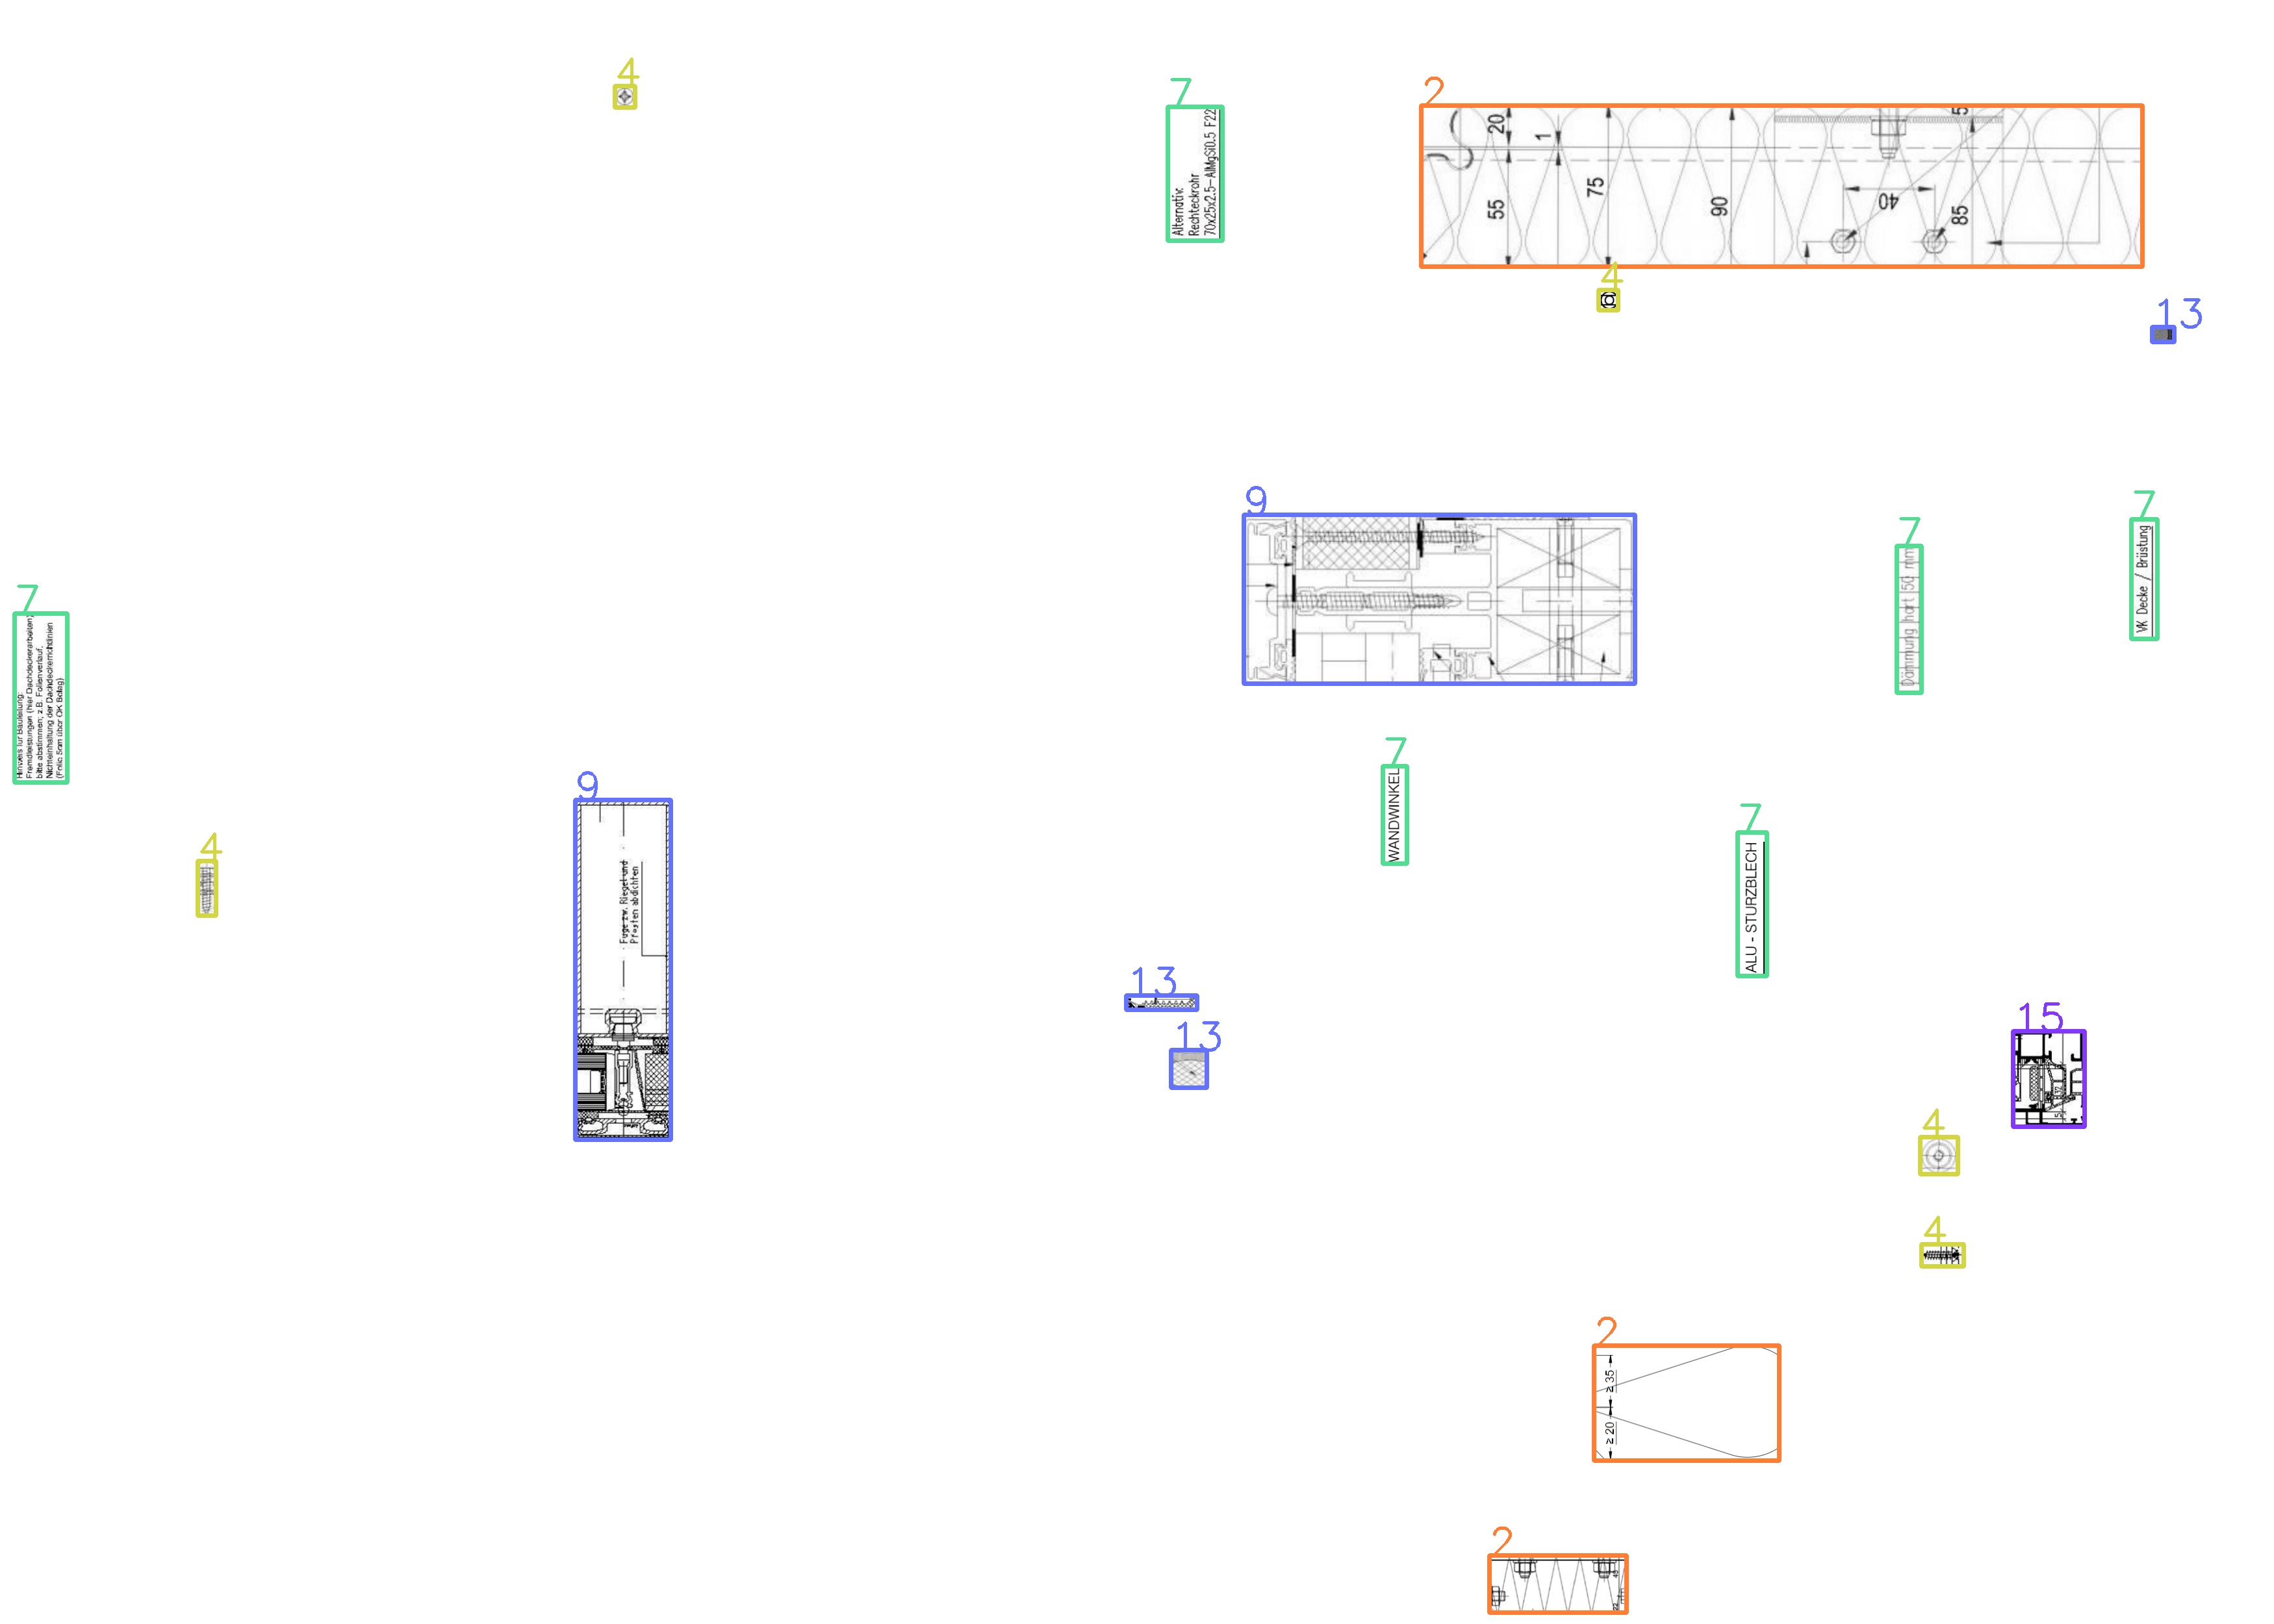 4
7
2
Alternativ:
Rechteckrohr
70x25x2.5-AlMgSi0.5 F22
20
1
5
55
75
90
40
85
4
13
9
7
7
Dämmung hart 50 mm
VK Decke / Brüstung
7
Hinweis für Bauleitung:
Fremdleistungen (hier Dachdeckerarbeiten)
bitte abstimmen, z.B. Folienverlauf,
Nichteinhaltung der Dachdeckerrichtlinien
(Folie 5cm über OK Belag)
7
WANDWINKEL
9
Fuge zw. Riegel und
Pfosten abdichten
7
ALU - STURZBLECH
4
13
13
15
4
4
2
≥ 35
≥ 20
2
45
22